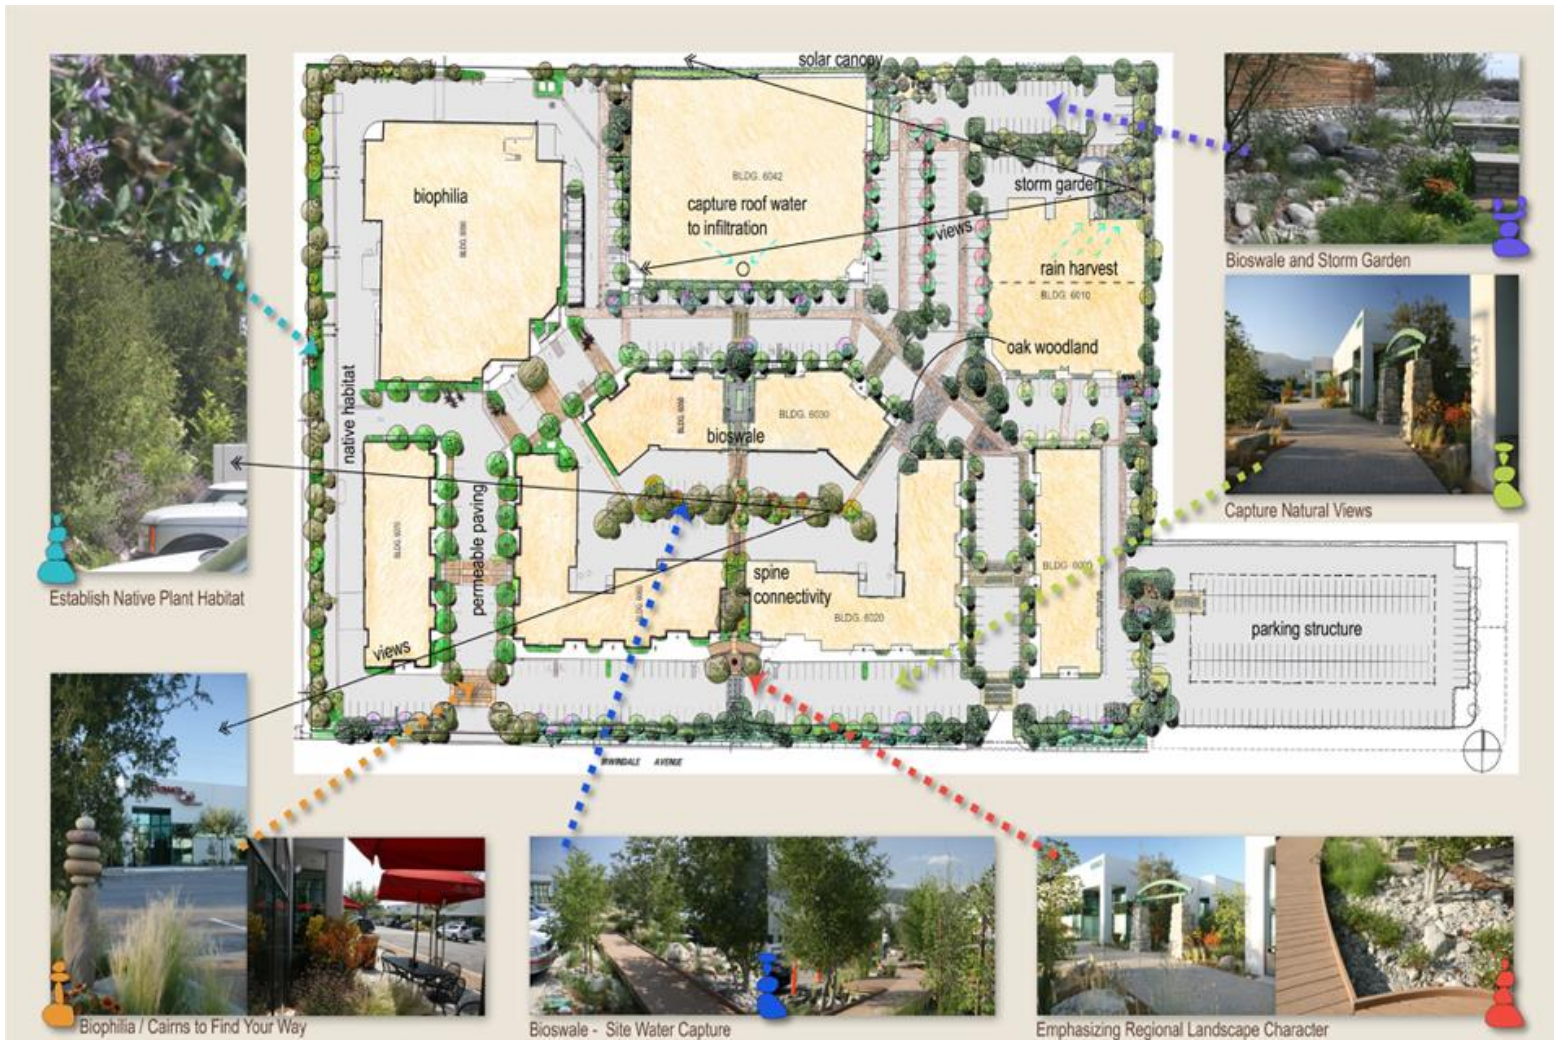 solar canopy
biophilia
BLDG. 6042
capture roof water
to infiltration
storm garden
views
rain harvest
BLDG. 6010
oak woodland
native habitat
BLDG. 6030
bioswale
permeable paving
spine
connectivity
BLDG. 6020
views
parking structure
IRWINDALE AVENUE
Bioswale and Storm Garden
Capture Natural Views
Establish Native Plant Habitat
Biophilia / Cairns to Find Your Way
Bioswale - Site Water Capture
Emphasizing Regional Landscape Character